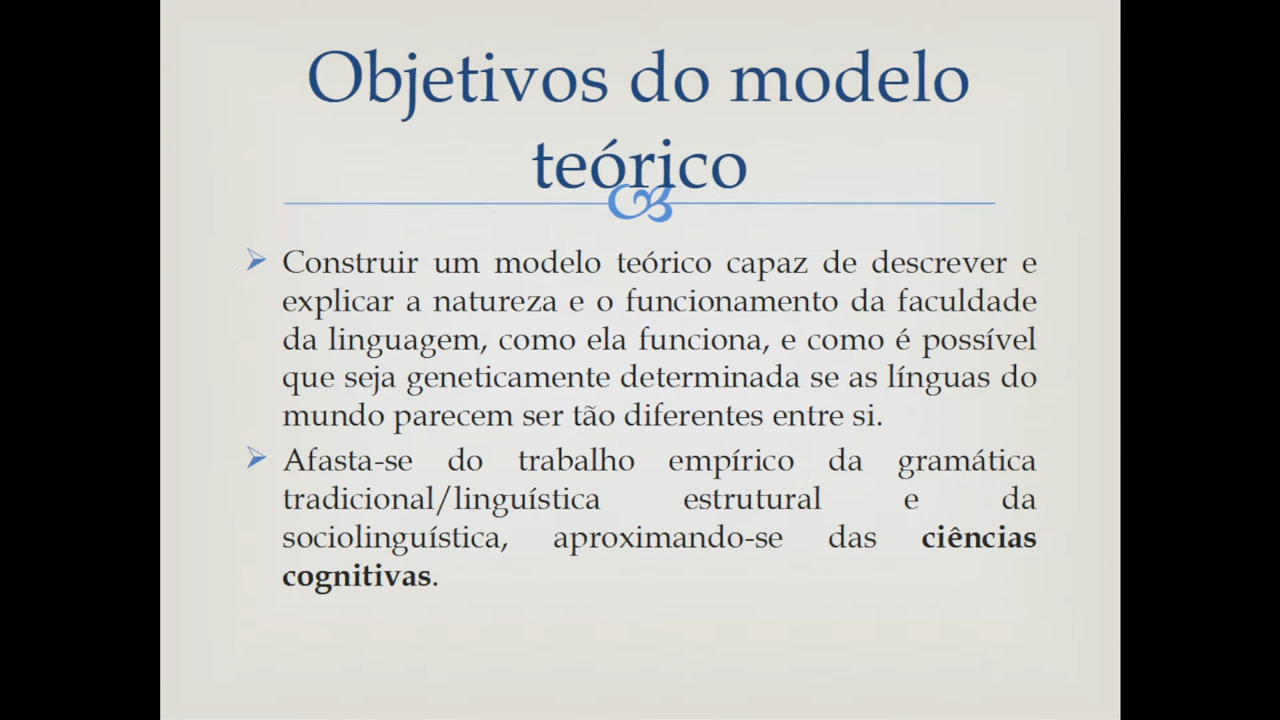 Objetivos do modelo
teórico
Construir um modelo teórico capaz de descrever e
explicar a natureza e o funcionamento da faculdade
da linguagem, como ela funciona, e como é possível
que seja geneticamente determinada se as línguas do
mundo parecem ser tão diferentes entre si.
Afasta-se do trabalho empírico da gramática
tradicional/linguística estrutural e da
sociolinguística, aproximando-se das ciências
cognitivas.